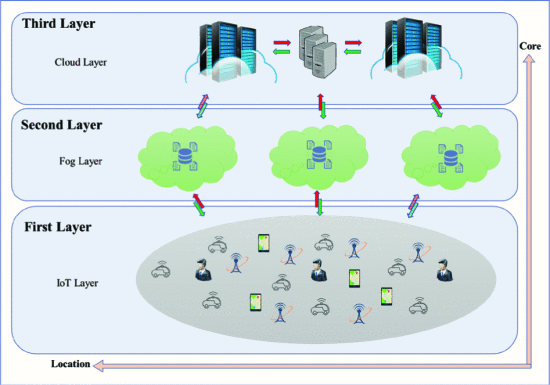 Third Layer
Cloud Layer
Core
Second Layer
Fog Layer
First Layer
IoT Layer
Location